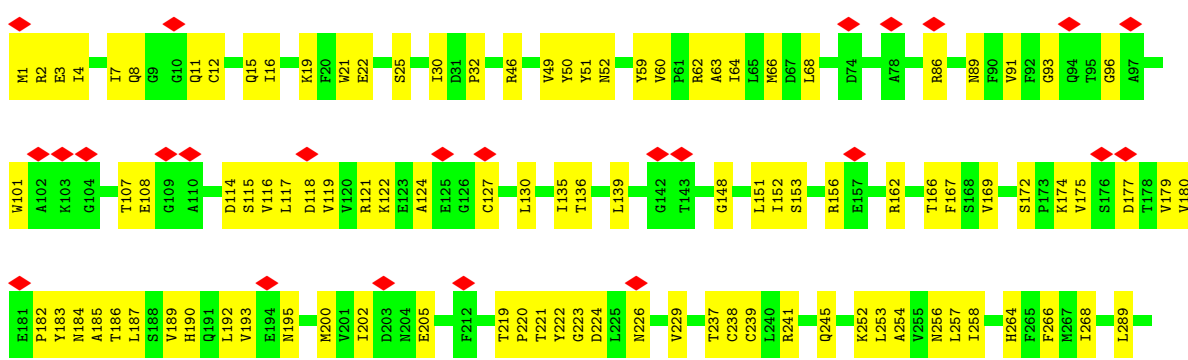 M1 R2 E3 I4 I7 Q8 G9 G10 Q11 C12 Q15 I16 K19 F20 W21 E22 S25 I30 D31 P32 R46 V49 Y50 Y51 N52 Y59 V60 P61 R62 A63 I64 L65 M66 D67 L68 D74 A78 R86 N89 F90 V91 F92 G93 Q94 T95 G96 A97
W101 A102 K103 G104 T107 E108 G109 A110 D114 S115 V116 L117 D118 V119 V120 R121 K122 E123 A124 E125 G126 C127 L130 I135 T136 L139 G142 T143 G148 L151 I152 S153 R156 E157 R162 T166 F167 S168 V169 S172 P173 K174 V175 S176 D177 T178 V179 V180
E181 P182 Y183 N184 A185 T186 L187 S188 V189 H190 Q191 L192 V193 E194 N195 M200 V201 I202 D203 N204 E205 F212 T219 P220 T221 Y222 G223 D224 L225 N226 V229 T237 C238 C239 L240 R241 Q245 K252 L253 A254 V255 N256 L257 I258 H264 F265 F266 M267 I268 L289